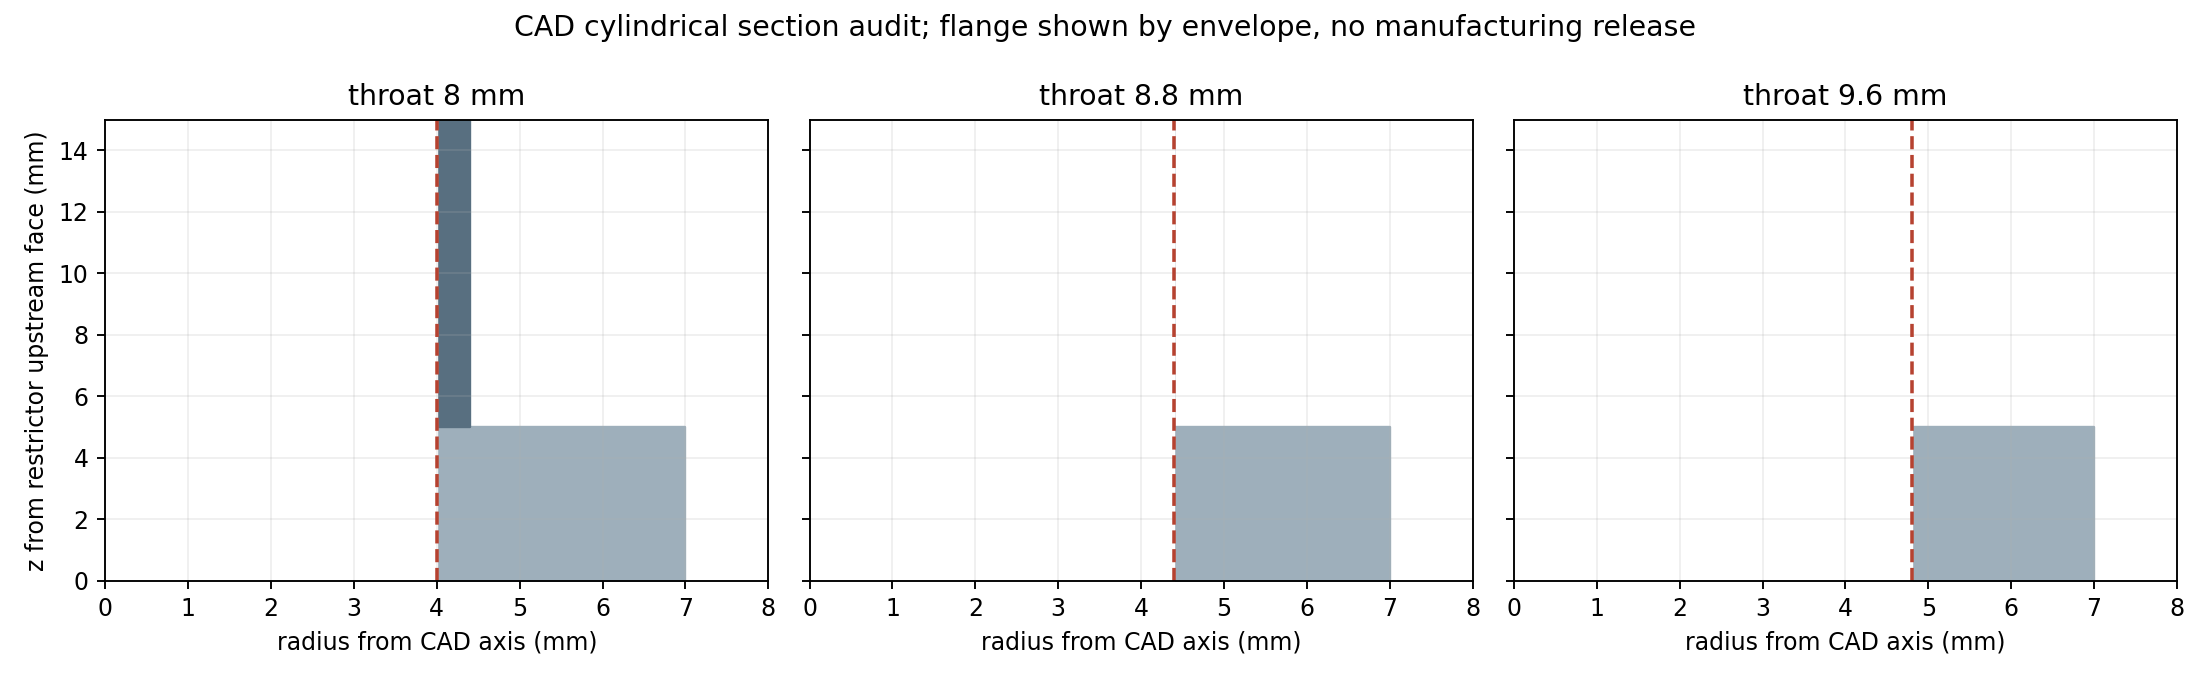 CAD cylindrical section audit; flange shown by envelope, no manufacturing release
throat 8 mm
throat 8.8 mm
throat 9.6 mm
z from restrictor upstream face (mm)
14
12
10
8
6
4
2
0
0 1 2 3 4 5 6 7 8
0 1 2 3 4 5 6 7 8
0 1 2 3 4 5 6 7 8
radius from CAD axis (mm)
radius from CAD axis (mm)
radius from CAD axis (mm)